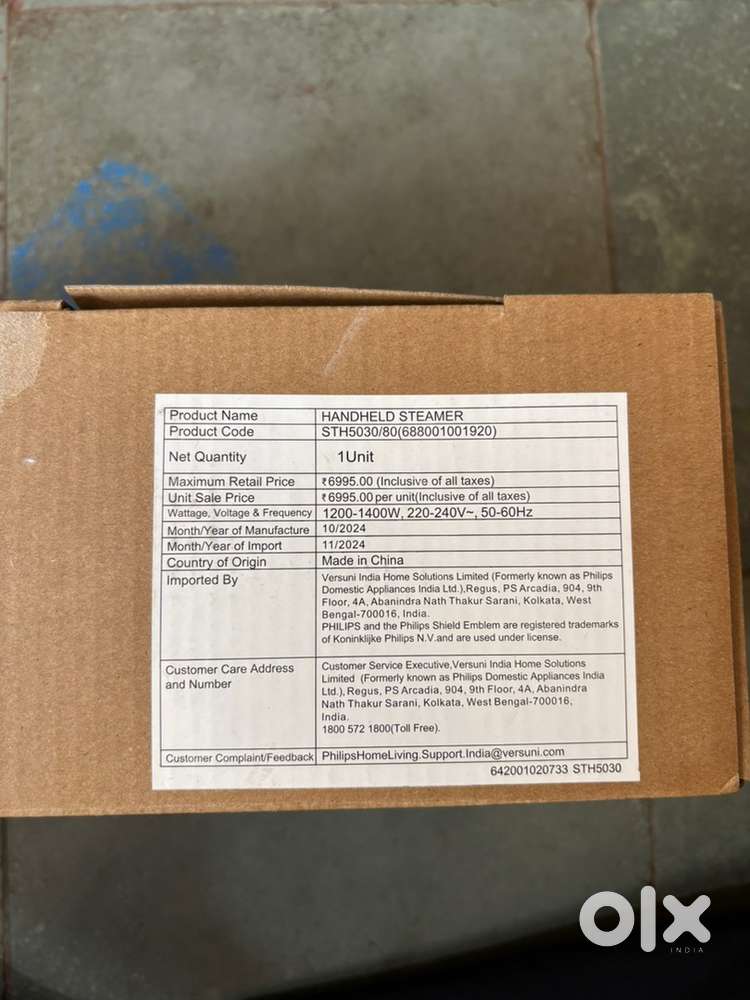 Product Name HANDHELD STEAMER
Product Code STH5030/80(688001001920)
Net Quantity 1Unit
Maximum Retail Price ₹6995.00 (Inclusive of all taxes)
Unit Sale Price ₹6995.00 per unit(Inclusive of all taxes)
Wattage, Voltage & Frequency 1200-1400W, 220-240V~, 50-60Hz
Month/Year of Manufacture 10/2024
Month/Year of Import 11/2024
Country of Origin Made in China
Imported By Versuni India Home Solutions Limited (Formerly known as Philips
Domestic Appliances India Ltd.),Regus, PS Arcadia, 904, 9th
Floor, 4A, Abanindra Nath Thakur Sarani, Kolkata, West
Bengal-700016, India.
PHILIPS and the Philips Shield Emblem are registered trademarks
of Koninklijke Philips N.V.and are used under license.
Customer Care Address
and Number
Customer Service Executive,Versuni India Home Solutions
Limited (Formerly known as Philips Domestic Appliances India
Ltd.),Regus, PS Arcadia, 904, 9th Floor, 4A, Abanindra
Nath Thakur Sarani, Kolkata, West Bengal-700016,
India.
1800 572 1800(Toll Free).
Customer Complaint/Feedback PhilipsHomeLiving.Support.India@versuni.com
642001020733 STH5030
olx
INDIA